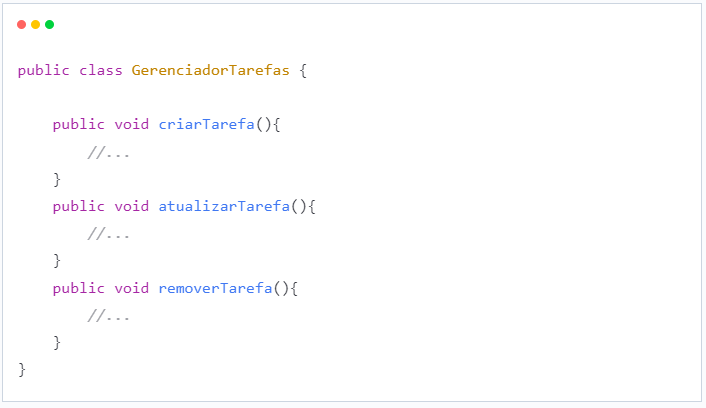 public class GerenciadorTarefas {
public void criarTarefa(){
//...
}
public void atualizarTarefa(){
//...
}
public void removerTarefa(){
//...
}
}